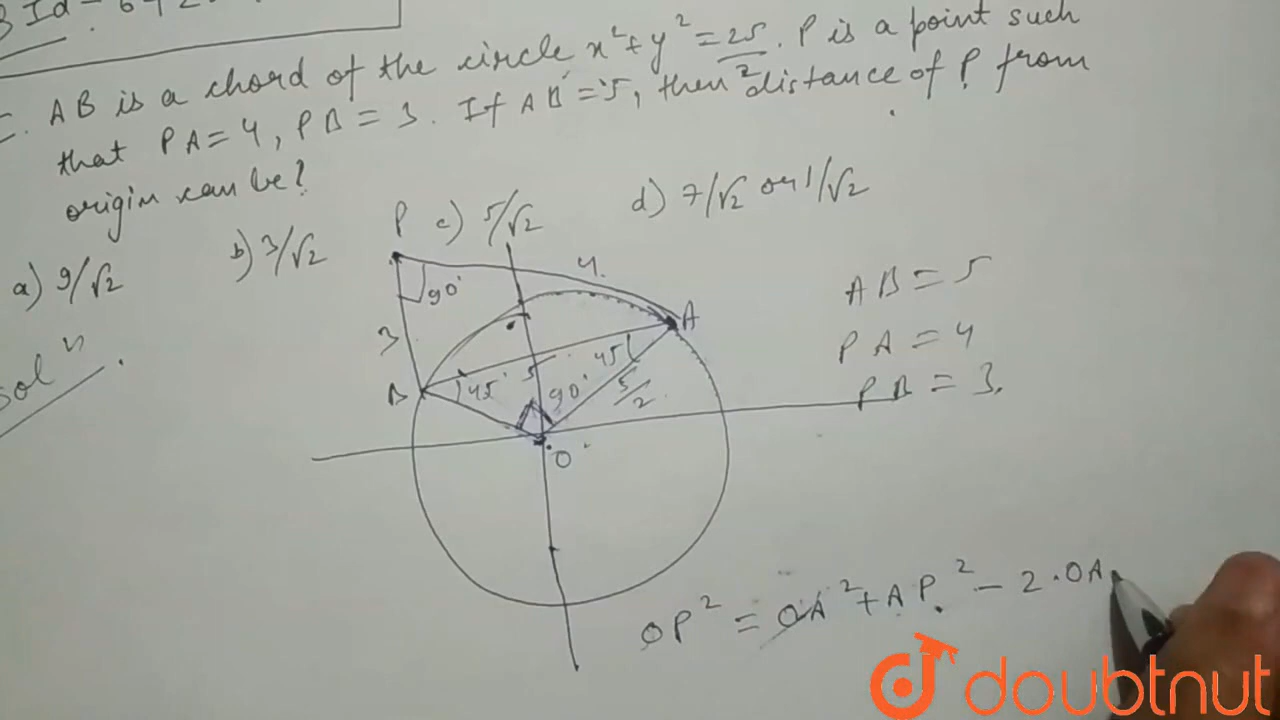 AB is a chord of the circle x²+y² = 25/2. P is a point such
that PA = 4, PB = 3. If AB = 5, then distance of P from
origin can be?
a) 9/√2 b) 3/√2 c) 5/√2 d) 7/√2 or 1/√2
Solⁿ
P
90°
4.
3
A
B
45°
5
45
90°
5/2
O
AB = 5
PA = 4
PB = 3.
OP² = OA² + AP² - 2·OA
doubtnut